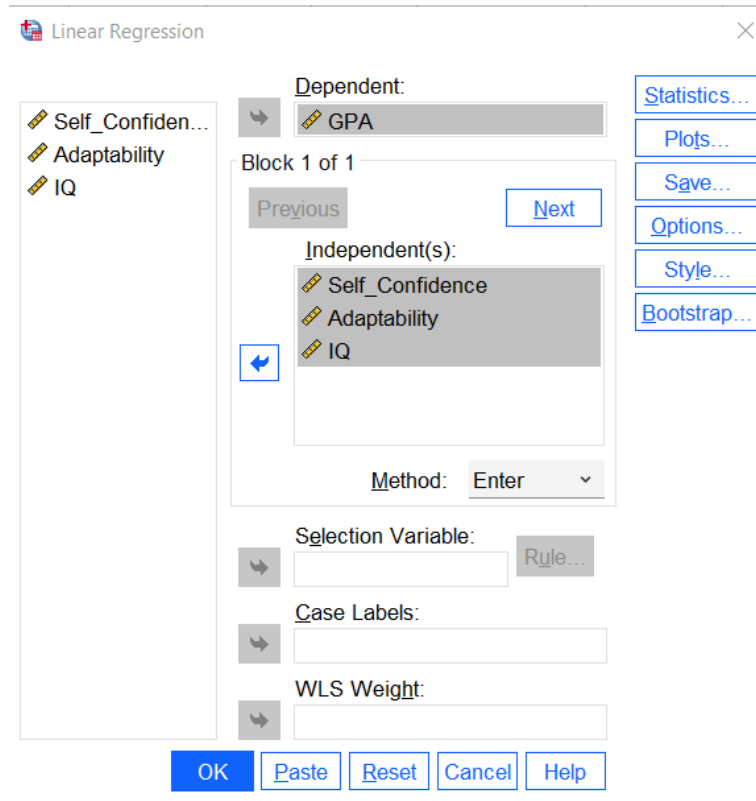 Linear Regression
Self_Confiden...
Adaptability
IQ
Dependent:
GPA
Block 1 of 1
Previous
Next
Independent(s):
Self_Confidence
Adaptability
IQ
Method:
Enter
Selection Variable:
Rule...
Case Labels:
WLS Weight:
Statistics...
Plots...
Save...
Options...
Style...
Bootstrap...
OK
Paste
Reset
Cancel
Help